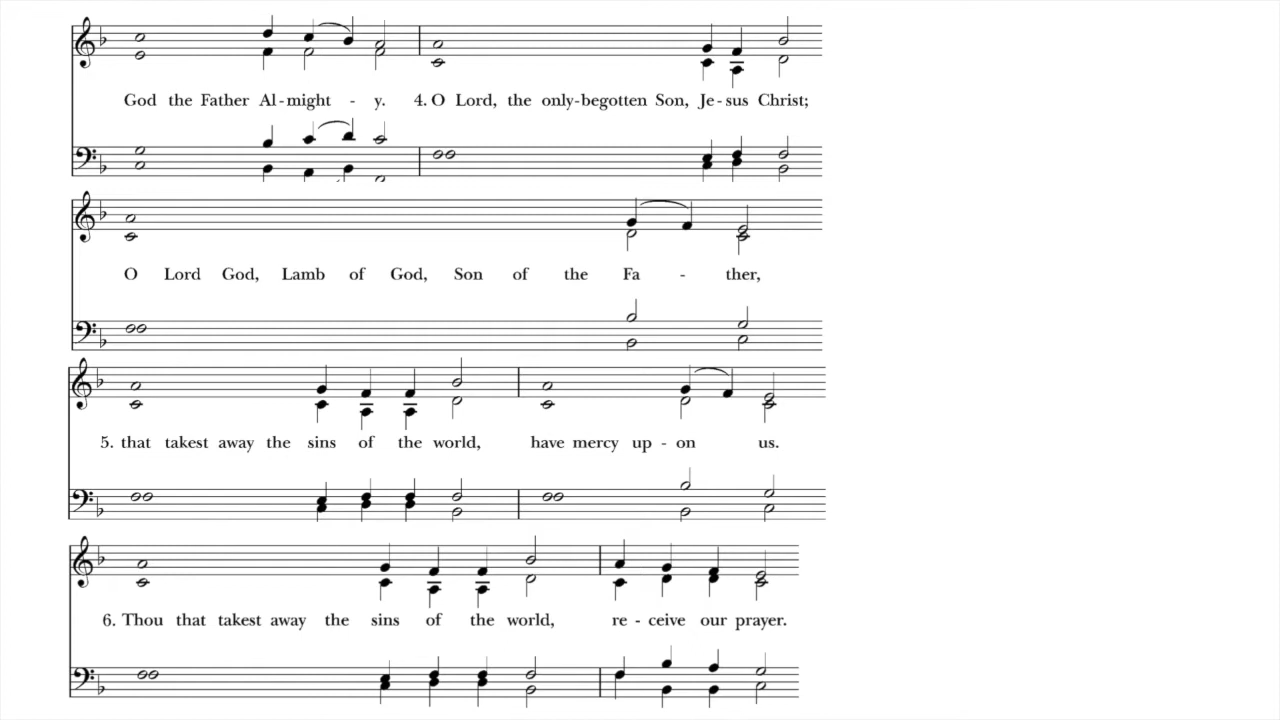 God the Father Al-might - y. 4. O Lord, the only-begotten Son, Je-sus Christ;
O Lord God, Lamb of God, Son of the Fa - ther,
5. that takest away the sins of the world, have mercy up - on us.
6. Thou that takest away the sins of the world, re - ceive our prayer.